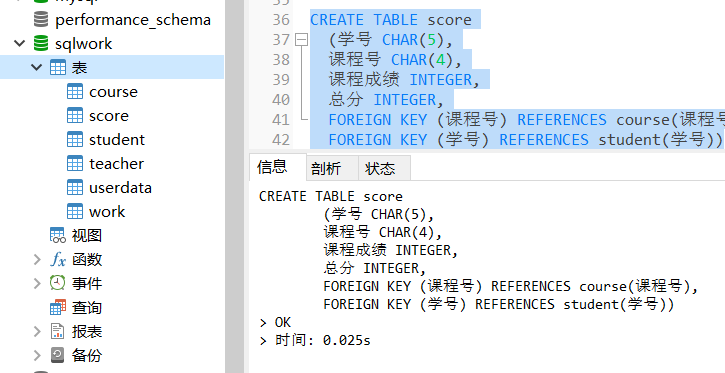 mysql
performance_schema
sqlwork
表
course
score
student
teacher
userdata
work
视图
函数
事件
查询
报表
备份
36 CREATE TABLE score
37 (学号 CHAR(5),
38 课程号 CHAR(4),
39 课程成绩 INTEGER,
40 总分 INTEGER,
41 FOREIGN KEY (课程号) REFERENCES course(课程号
42 FOREIGN KEY (学号) REFERENCES student(学号))
信息 剖析 状态
CREATE TABLE score
(学号 CHAR(5),
课程号 CHAR(4),
课程成绩 INTEGER,
总分 INTEGER,
FOREIGN KEY (课程号) REFERENCES course(课程号),
FOREIGN KEY (学号) REFERENCES student(学号))
> OK
> 时间: 0.025s